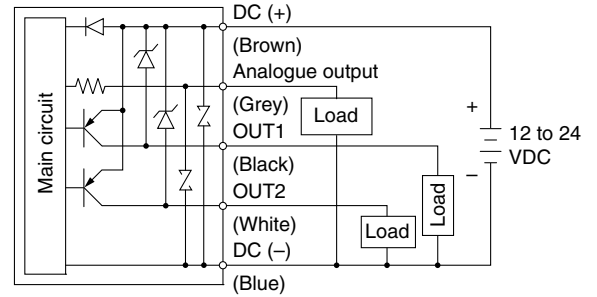 DC (+)
(Brown)
Analogue output
(Grey)
OUT1
(Black)
OUT2
(White)
DC (–)
(Blue)
Main circuit
Load
Load
Load
+
12 to 24
VDC
–